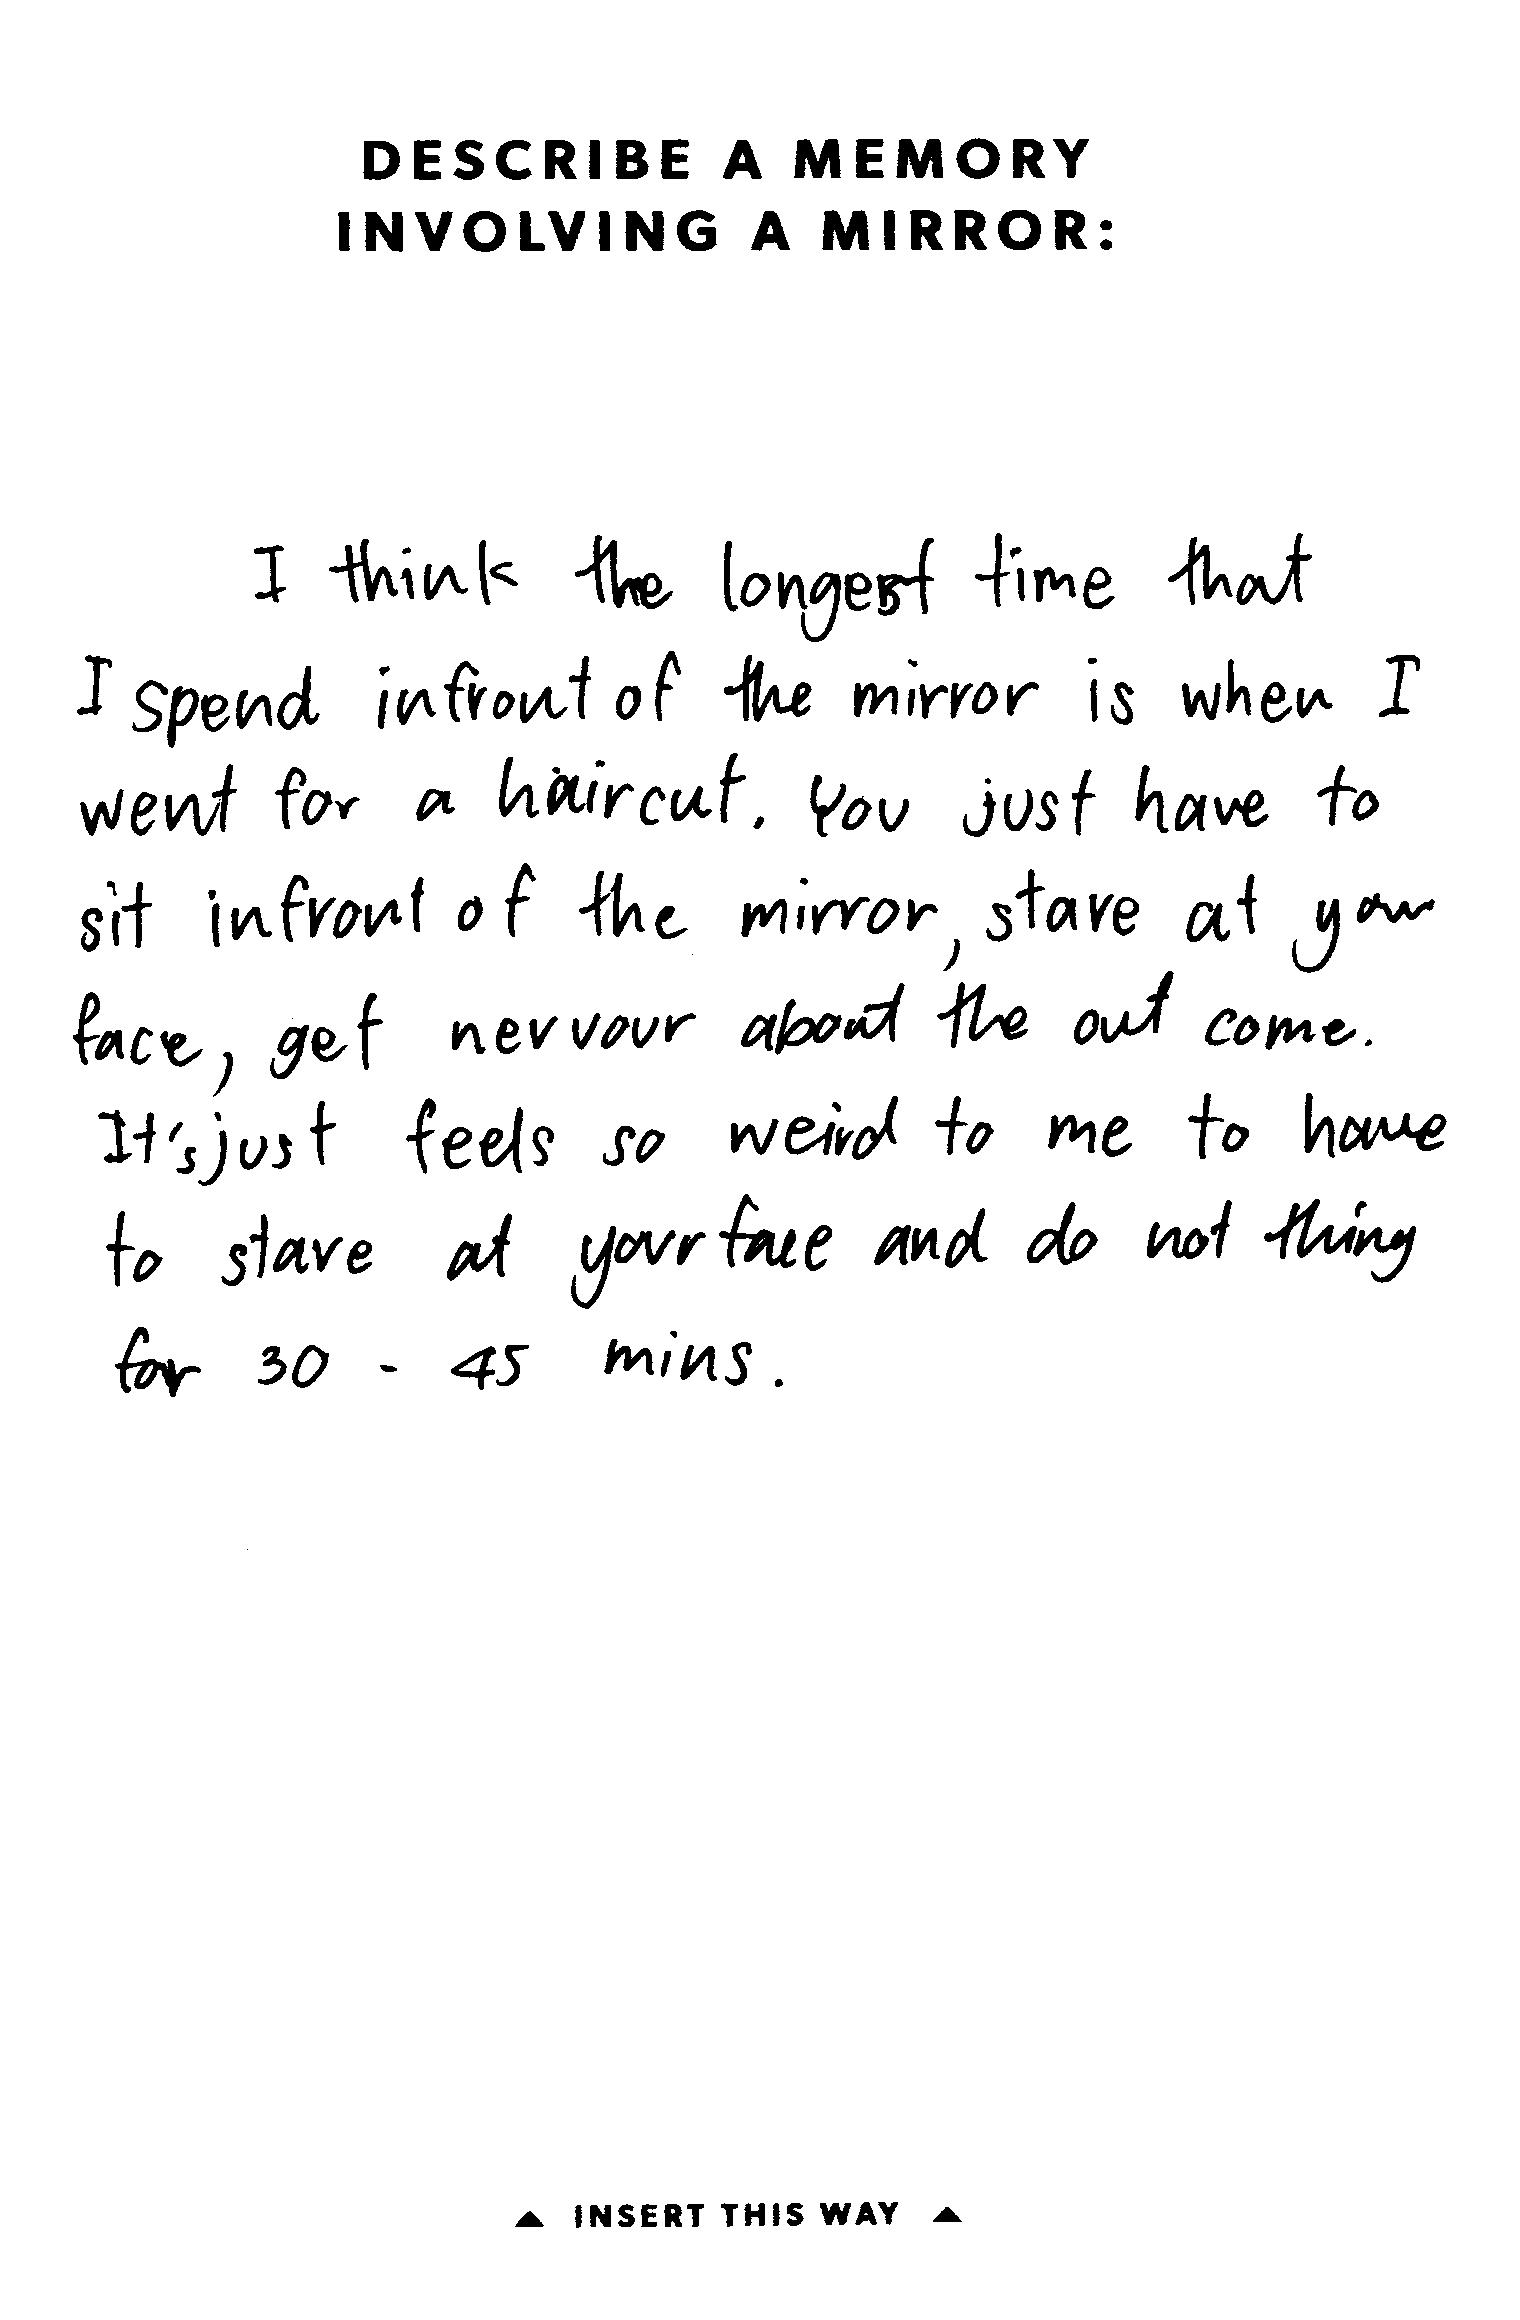 DESCRIBE A MEMORY
INVOLVING A MIRROR:
I think the longest time that
I spend infront of the mirror is when I
went for a haircut. You just have to
sit infront of the mirror, stare at your
face, get nervour about the out come.
It's just feels so weird to me to have
to stare at your face and do not thing
for 30 - 45 mins.
▲ INSERT THIS WAY ▲